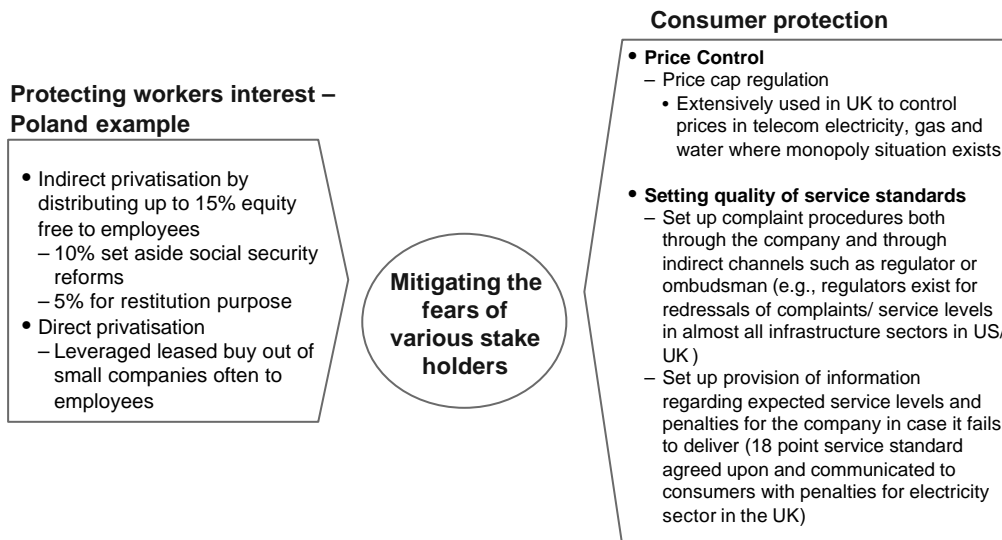 Consumer protection
Protecting workers interest –
Poland example
• Indirect privatisation by
distributing up to 15% equity
free to employees
– 10% set aside social security
reforms
– 5% for restitution purpose
• Direct privatisation
– Leveraged leased buy out of
small companies often to
employees
Mitigating the
fears of
various stake
holders
• Price Control
– Price cap regulation
• Extensively used in UK to control
prices in telecom electricity, gas and
water where monopoly situation exists
• Setting quality of service standards
– Set up complaint procedures both
through the company and through
indirect channels such as regulator or
ombudsman (e.g., regulators exist for
redressals of complaints/ service levels
in almost all infrastructure sectors in USA/
UK )
– Set up provision of information
regarding expected service levels and
penalties for the company in case it fails
to deliver (18 point service standard
agreed upon and communicated to
consumers with penalties for electricity
sector in the UK)